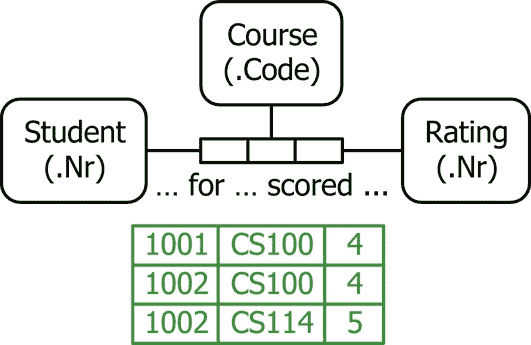 Course
(.Code)
Student
(.Nr)
Rating
(.Nr)
... for ... scored ...
1001 CS100 4
1002 CS100 4
1002 CS114 5